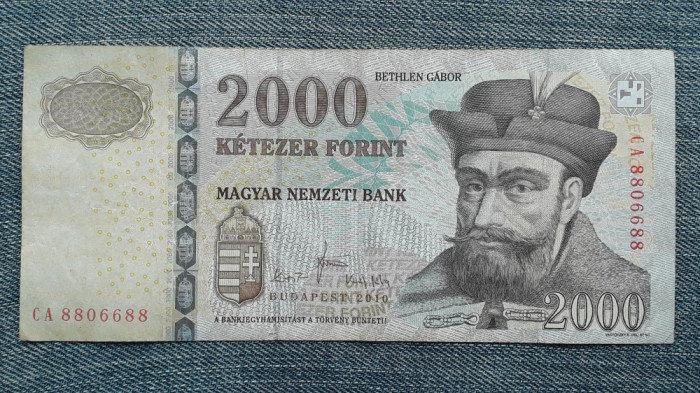 BETHLEN GÁBOR
2000
KÉTEZER FORINT
MAGYAR NEMZETI BANK
CA 8806688
BUDAPEST 2010
A BANKJEGYHAMISÍTÁST A TÖRVÉNY BÜNTETI!
CA 8806688
2000